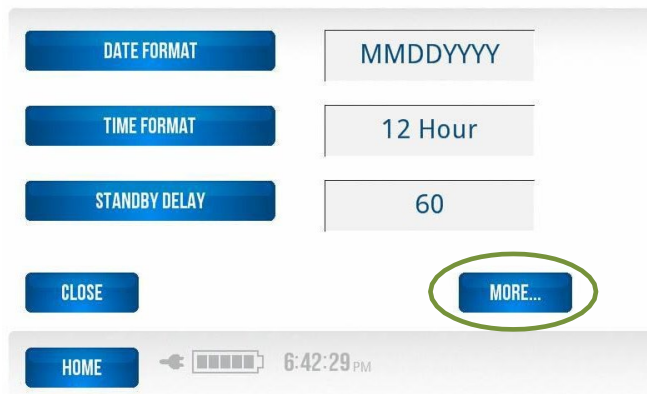 DATE FORMAT MMDDYYYY
TIME FORMAT 12 Hour
STANDBY DELAY 60
CLOSE MORE...
HOME 6:42:29 PM